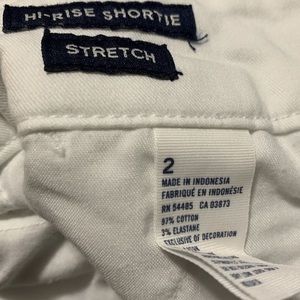 HI-RISE SHORTIE
STRETCH
2
MADE IN INDONESIA
FABRIQUÉ EN INDONÉSIE
RN 54485 CA 03873
97% COTTON
3% ELASTANE
EXCLUSIVE OF DECORATION